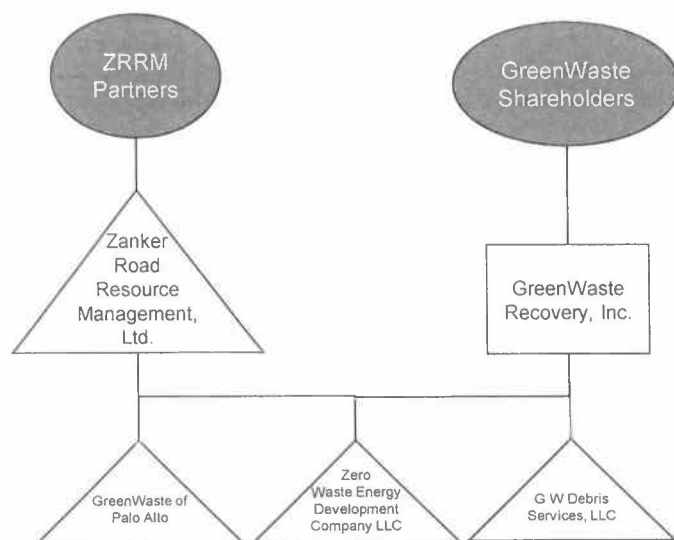 ZRRM
Partners
GreenWaste
Shareholders
Zanker
Road
Resource
Management,
Ltd.
GreenWaste
Recovery, Inc.
GreenWaste of
Palo Alto
Zero
Waste Energy
Development
Company LLC
G W Debris
Services, LLC